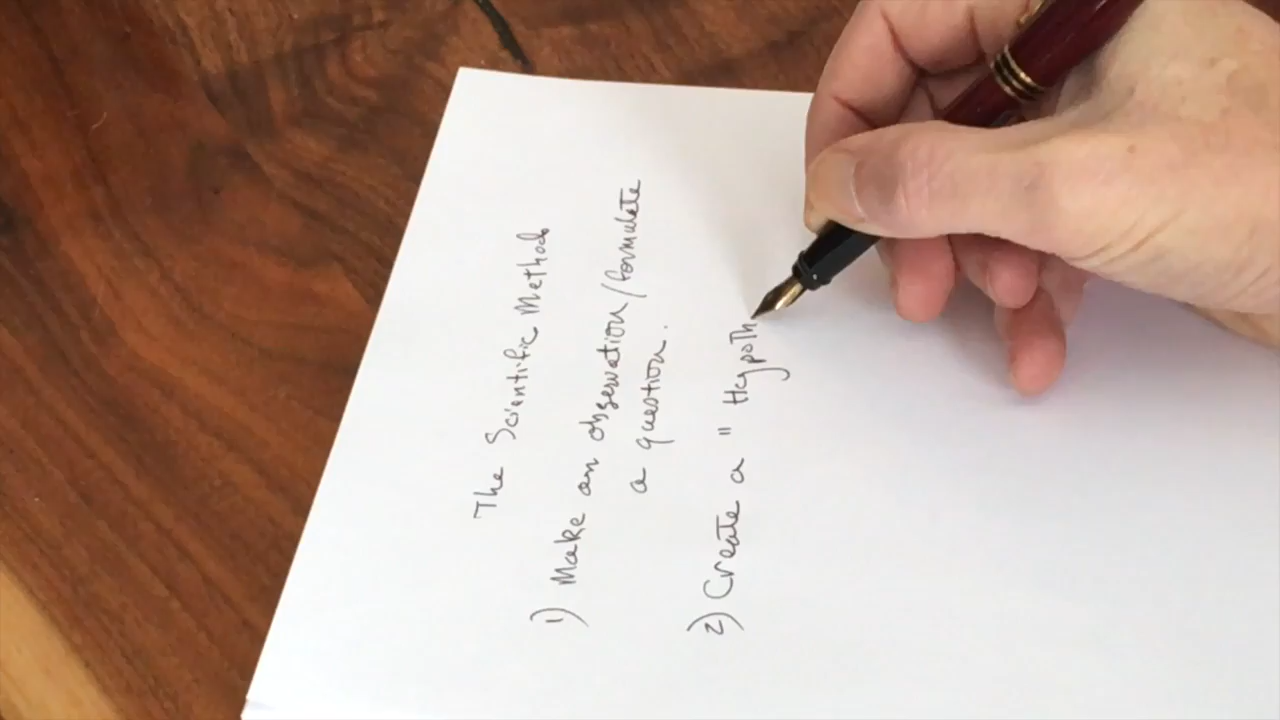 The Scientific Method
1) Make an observation/formulate
a question.
2) Create a " Hypoth